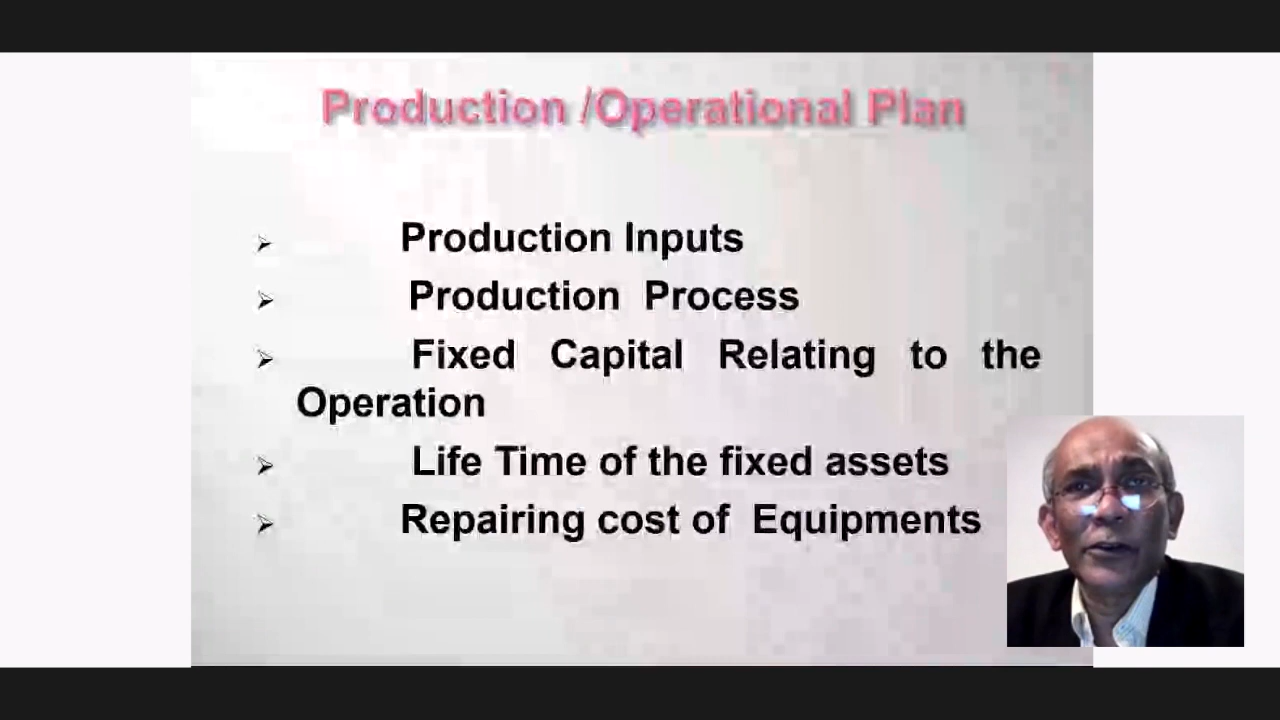 Production /Operational Plan
➢ Production Inputs
➢ Production Process
➢ Fixed Capital Relating to the
Operation
➢ Life Time of the fixed assets
➢ Repairing cost of Equipments